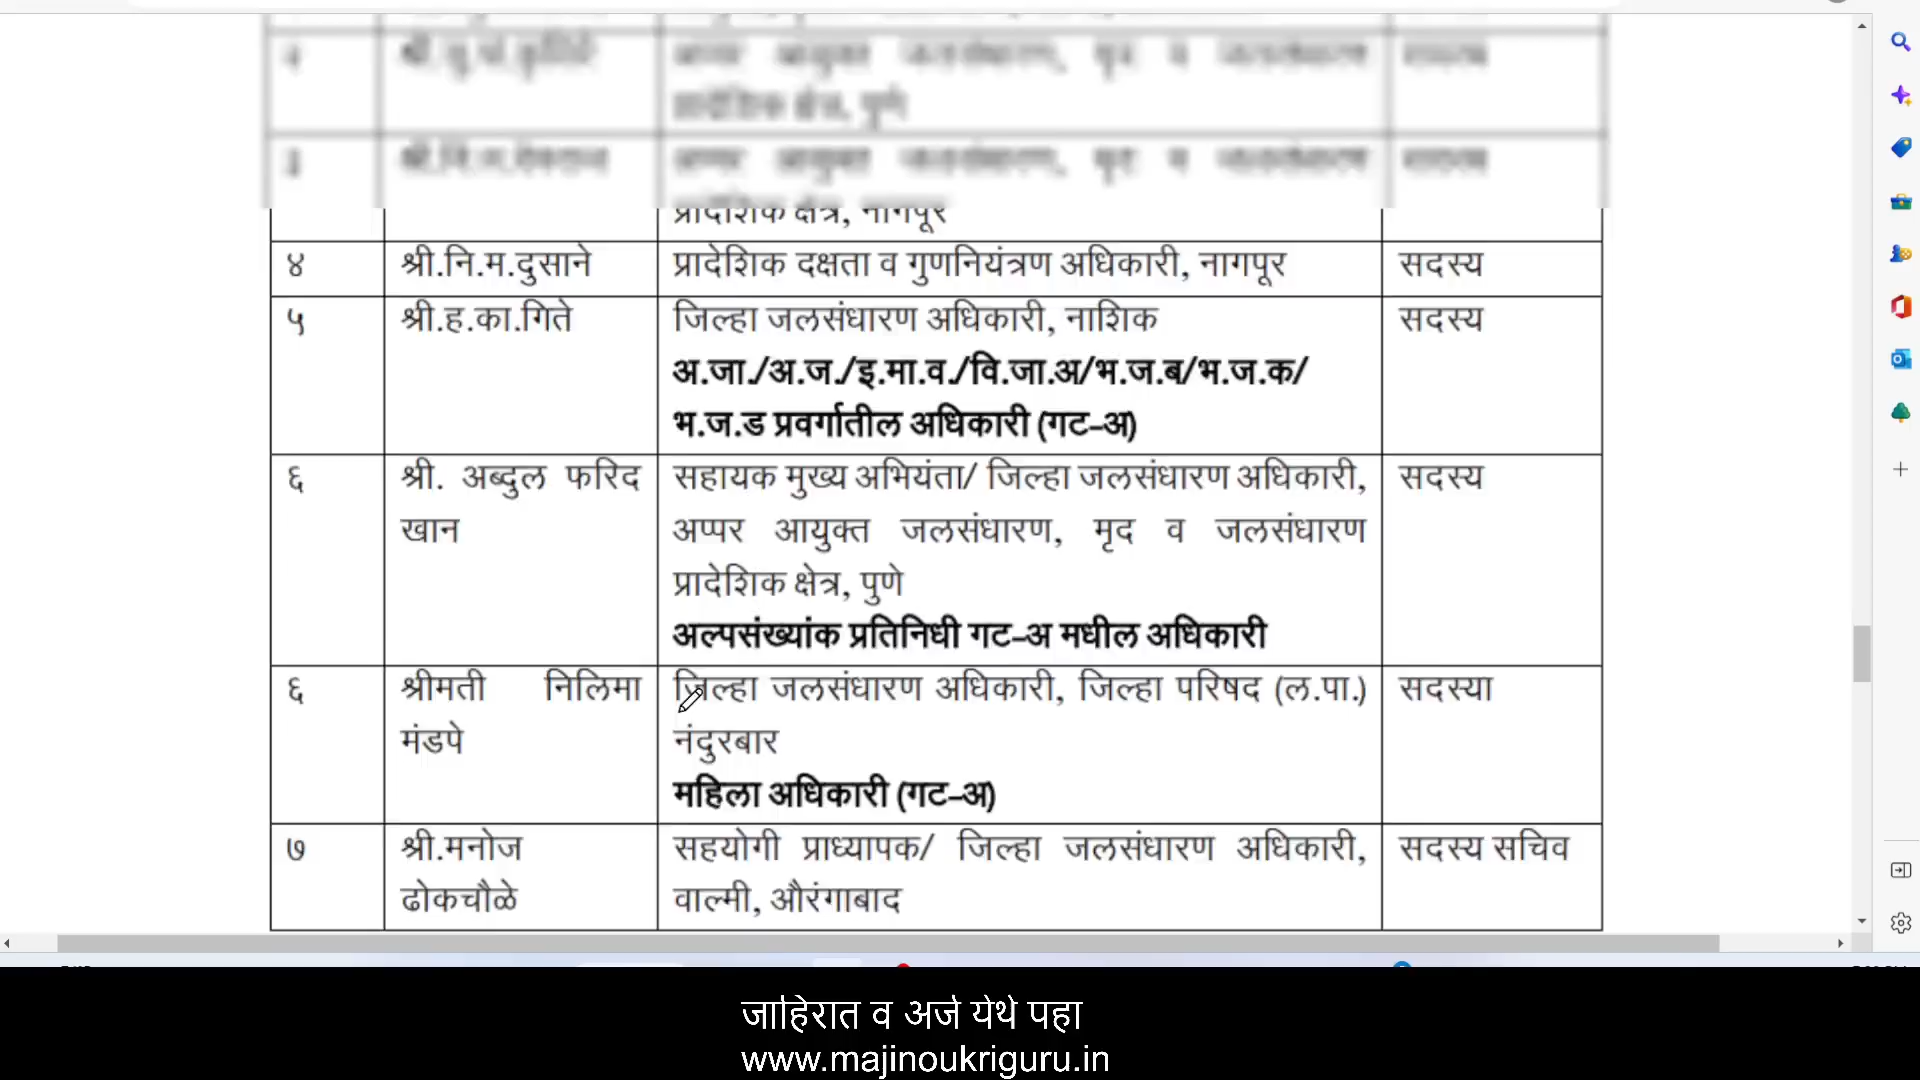 प्रादेशिक क्षेत्र, पुणे
प्रादेशिक क्षेत्र, नागपूर
४ श्री.नि.म.दुसाने प्रादेशिक दक्षता व गुणनियंत्रण अधिकारी, नागपूर सदस्य
५ श्री.ह.का.गिते जिल्हा जलसंधारण अधिकारी, नाशिक सदस्य
अ.जा./अ.ज./इ.मा.व./वि.जा.अ/भ.ज.ब/भ.ज.क/
भ.ज.ड प्रवर्गातील अधिकारी (गट–अ)
६ श्री. अब्दुल फरिद सहायक मुख्य अभियंता/ जिल्हा जलसंधारण अधिकारी, सदस्य
खान अप्पर आयुक्त जलसंधारण, मृद व जलसंधारण
प्रादेशिक क्षेत्र, पुणे
अल्पसंख्यांक प्रतिनिधी गट–अ मधील अधिकारी
६ श्रीमती निलिमा जिल्हा जलसंधारण अधिकारी, जिल्हा परिषद (ल.पा.) सदस्या
मंडपे नंदुरबार
महिला अधिकारी (गट–अ)
७ श्री.मनोज सहयोगी प्राध्यापक/ जिल्हा जलसंधारण अधिकारी, सदस्य सचिव
ढोकचौळे वाल्मी, औरंगाबाद
जाहिरात व अर्ज येथे पहा
www.majinoukriguru.in